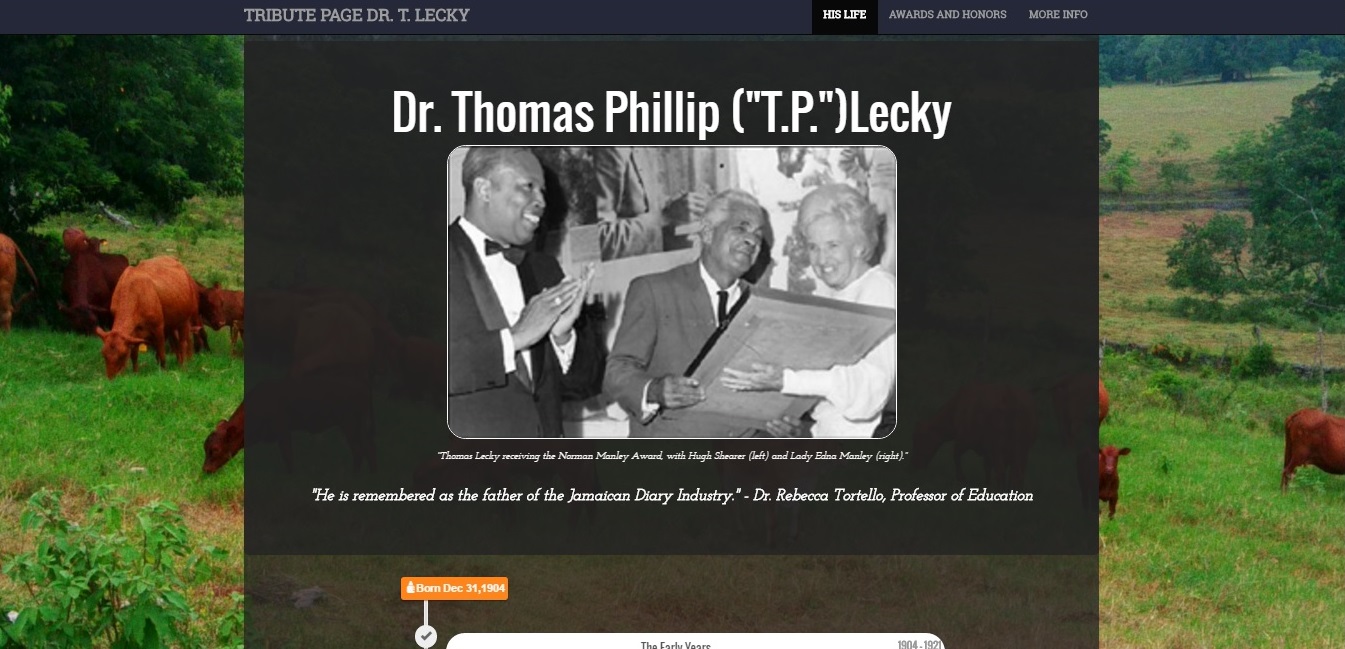 TRIBUTE PAGE DR. T. LECKY
HIS LIFE
AWARDS AND HONORS
MORE INFO
Dr. Thomas Phillip ("T.P.")Lecky
"Thomas Lecky receiving the Norman Manley Award, with Hugh Shearer (left) and Lady Edna Manley (right)."
"He is remembered as the father of the Jamaican Diary Industry." - Dr. Rebecca Tortello, Professor of Education
Born Dec 31,1904
The Early Years
1904 - 1921